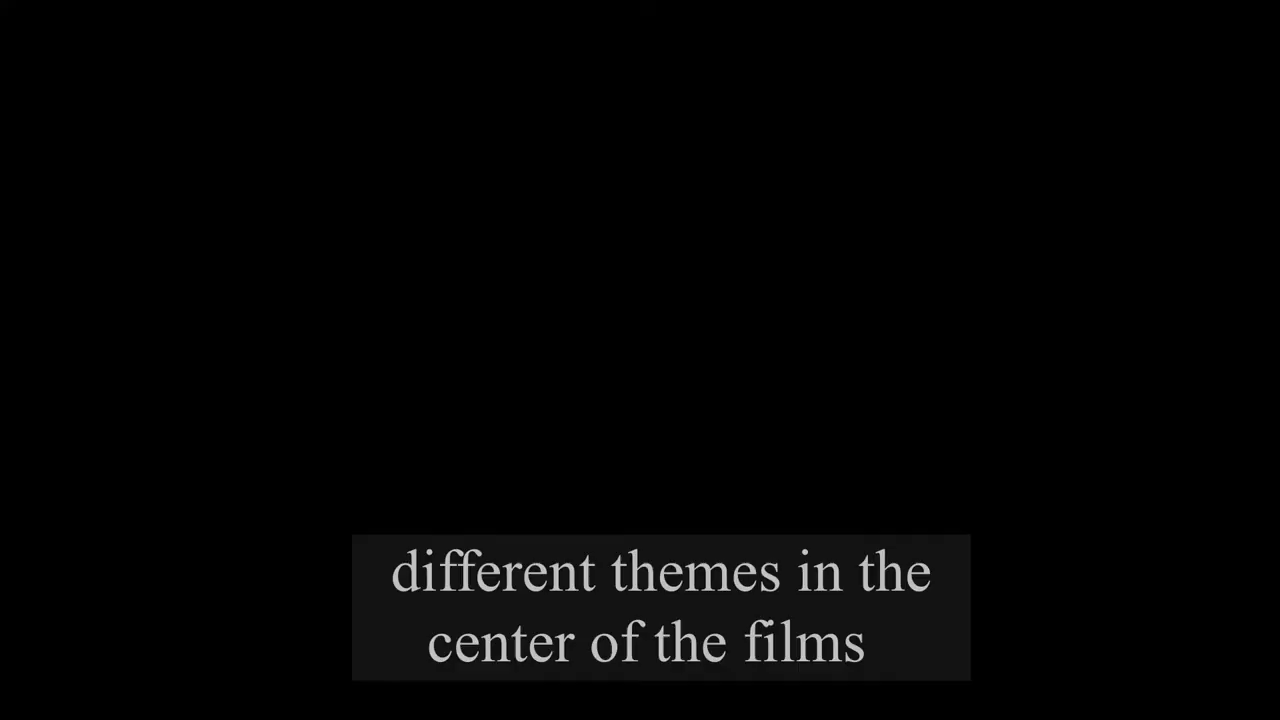 different themes in the
center of the films